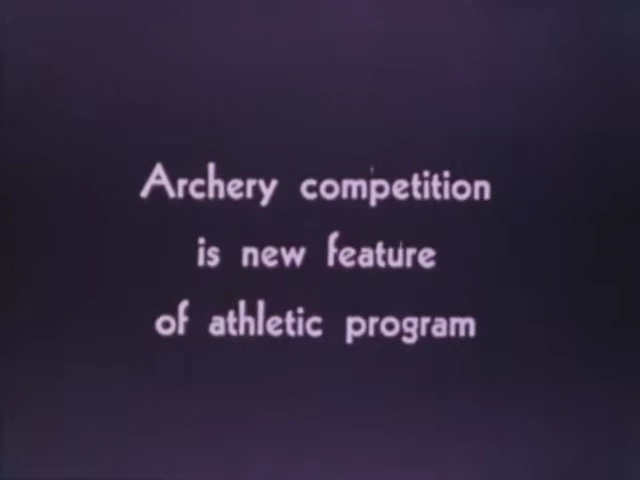 Archery competition
is new feature
of athletic program